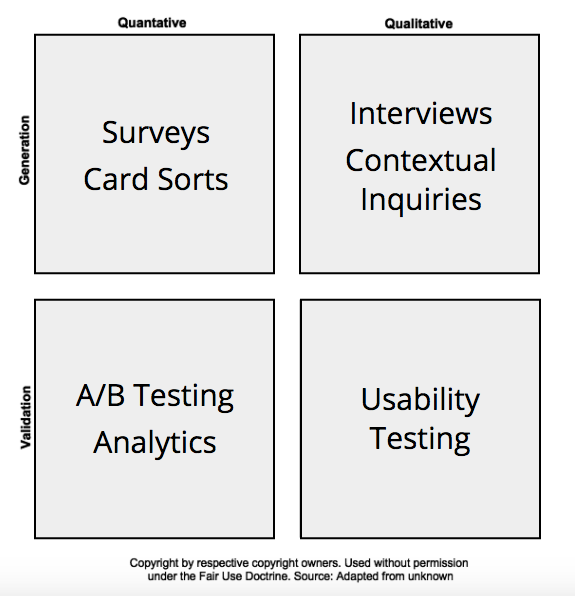 Quantative
Qualitative
Generation
Surveys
Card Sorts
Interviews
Contextual
Inquiries
Validation
A/B Testing
Analytics
Usability
Testing
Copyright by respective copyright owners. Used without permission
under the Fair Use Doctrine. Source: Adapted from unknown